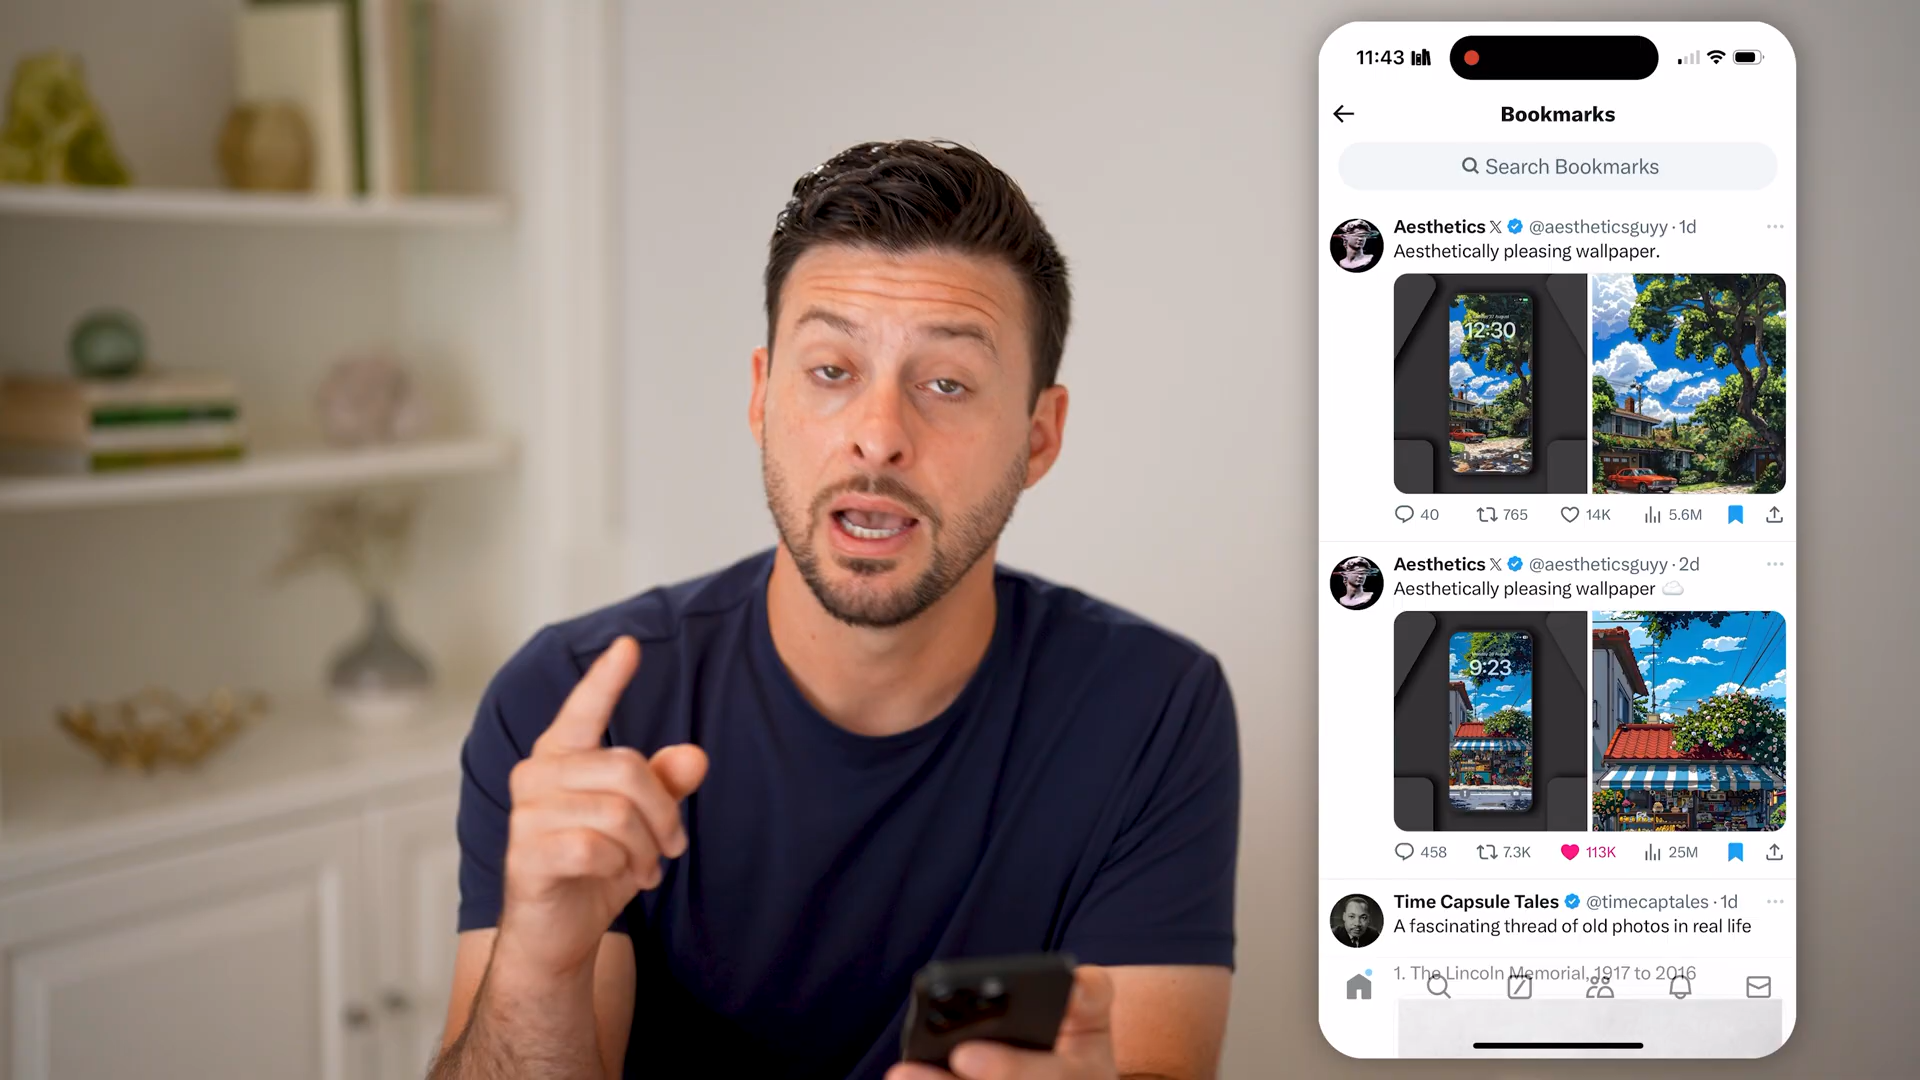 11:43
Bookmarks
Search Bookmarks
Aesthetics X @aestheticsguyy · 1d
Aesthetically pleasing wallpaper.
12:30
40 765 14K 5.6M
Aesthetics X @aestheticsguyy · 2d
Aesthetically pleasing wallpaper ☁️
9:23
458 7.3K 113K 25M
Time Capsule Tales @timecaptales · 1d
A fascinating thread of old photos in real life
1. The Lincoln Memorial, 1917 to 2016